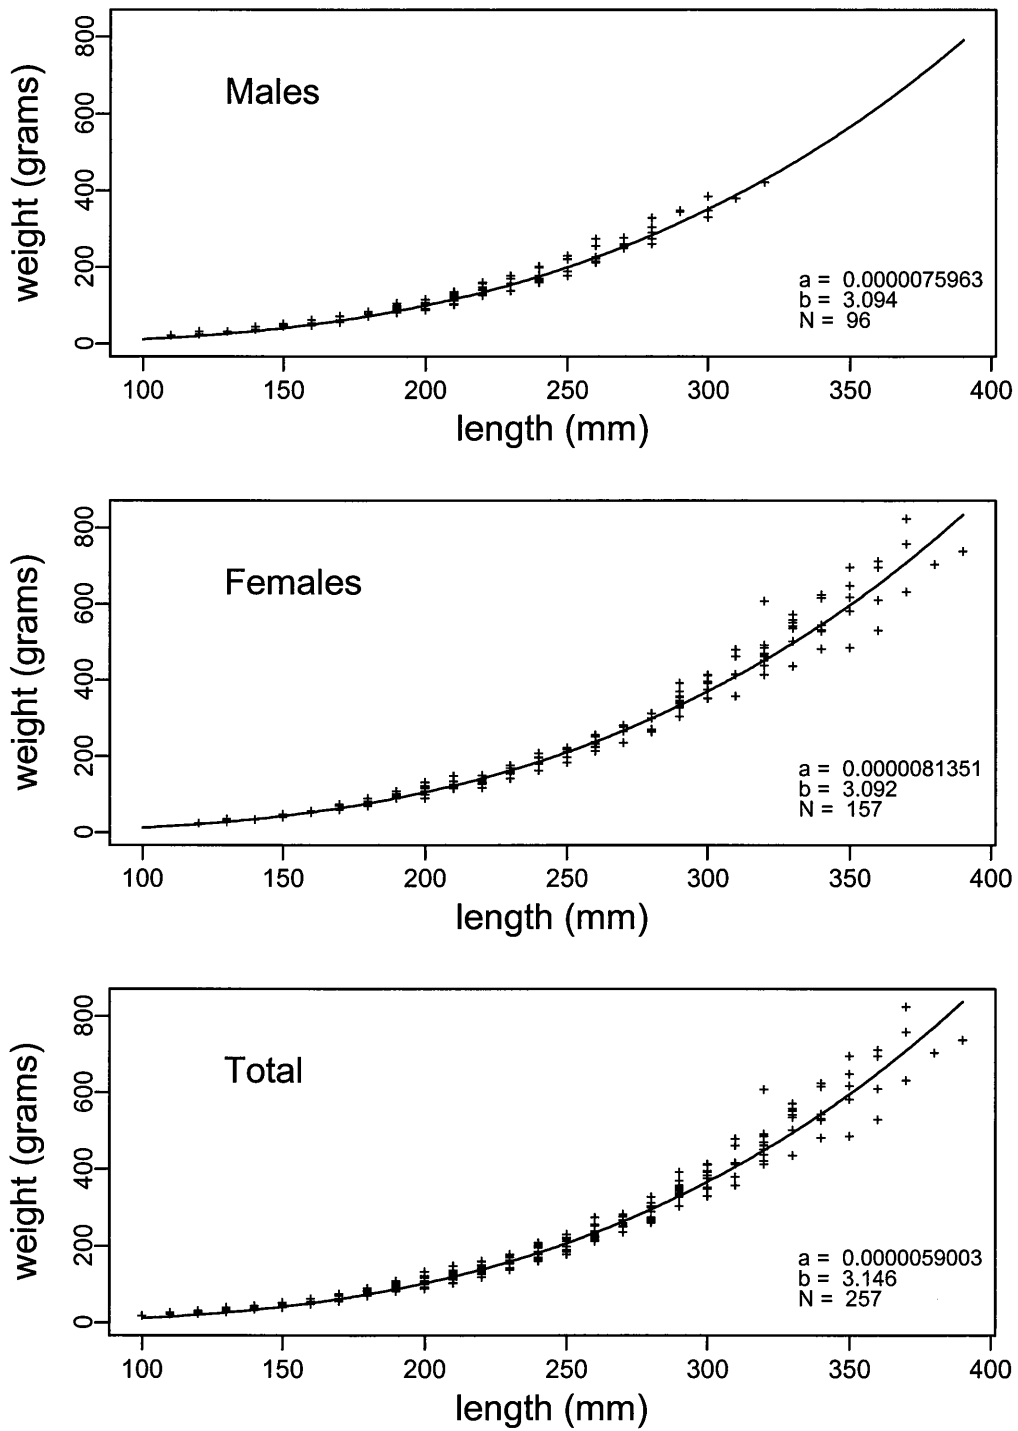 Males
weight (grams)
800
600
400
200
0
a = 0.0000075963
b = 3.094
N = 96
100 150 200 250 300 350 400
length (mm)
Females
weight (grams)
800
600
400
200
0
a = 0.0000081351
b = 3.092
N = 157
100 150 200 250 300 350 400
length (mm)
Total
weight (grams)
800
600
400
200
0
a = 0.0000059003
b = 3.146
N = 257
100 150 200 250 300 350 400
length (mm)